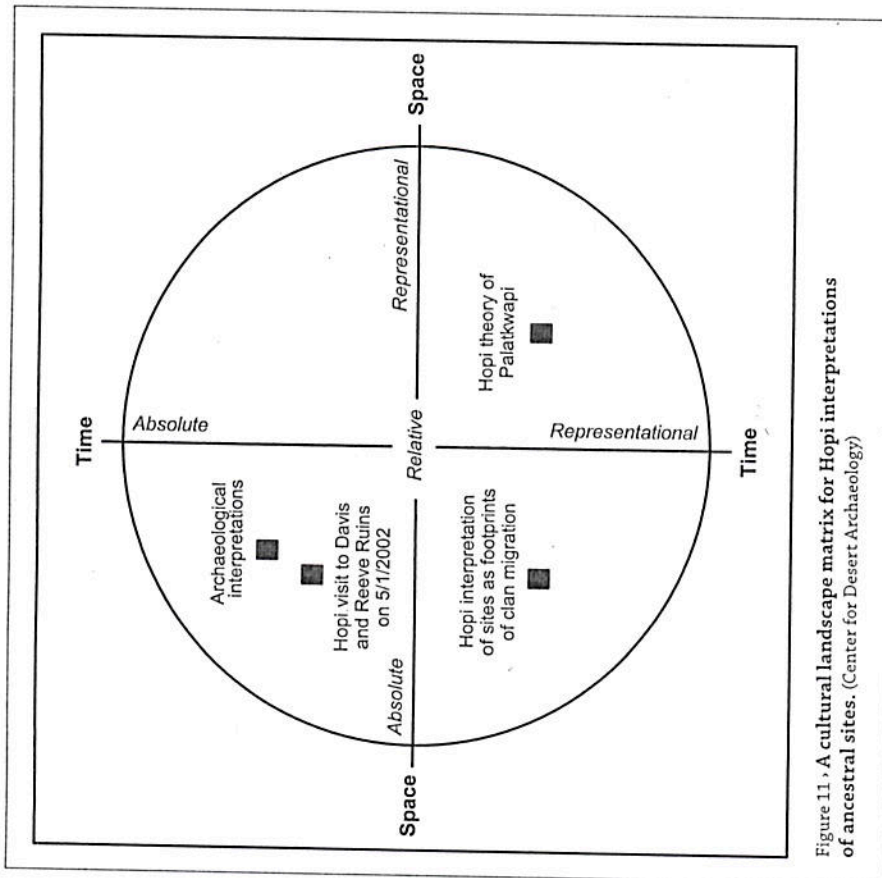 Time
Absolute
Archaeological
interpretations
Hopi visit to Davis
and Reeve Ruins
on 5/1/2002
Space
Absolute
Relative
Representational
Space
Hopi interpretation
of sites as footprints
of clan migration
Hopi theory of
Palatkwapi
Representational
Time
Figure 11 › A cultural landscape matrix for Hopi interpretations
of ancestral sites. (Center for Desert Archaeology)